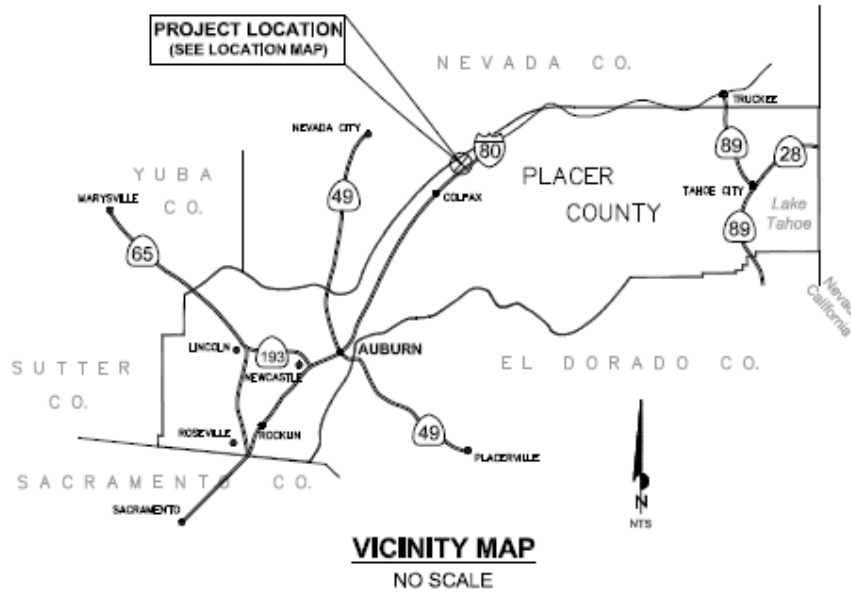 PROJECT LOCATION
(SEE LOCATION MAP)
NEVADA CO.
TRUCKEE
NEVADA CITY
80
89
28
YUBA
CO.
PLACER
COUNTY
MARYSVILLE
49
COLFAX
TAHOE CITY
Lake
Tahoe
65
89
Nevada
California
LINCOLN
193
AUBURN
NEWCASTLE
EL DORADO CO.
SUTTER
CO.
ROSEVILLE
ROCKLIN
49
PLACERVILLE
SACRAMENTO CO.
SACRAMENTO
N
NTS
VICINITY MAP
NO SCALE